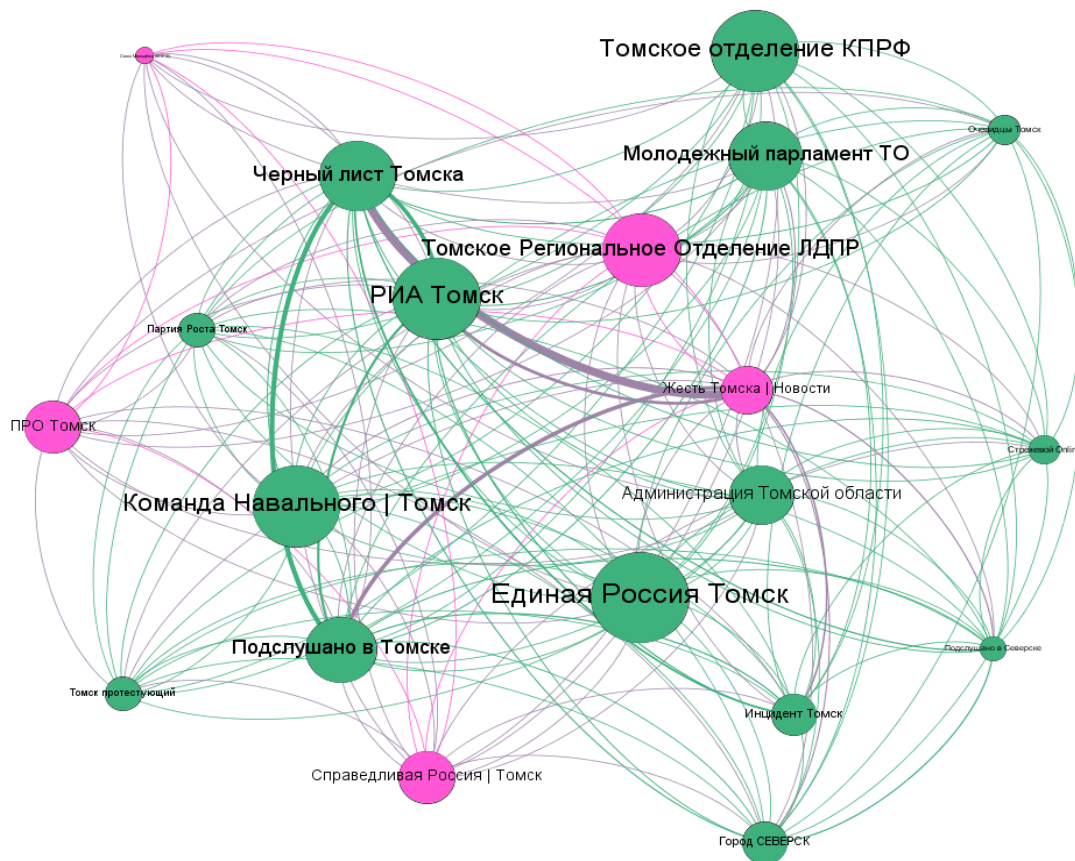 Томское отделение КПРФ
Очевидцы Томск
Молодежный парламент ТО
Черный лист Томска
Томское Региональное Отделение ЛДПР
РИА Томск
Партия Роста Томск
Жесть Томска | Новости
ПРО Томск
Строжевой Onlin
Администрация Томской области
Команда Навального | Томск
Единая Россия Томск
Подслушано в Томске
Подслушано в Северске
Томск протестующий
Инцидент Томск
Справедливая Россия | Томск
Город СЕВЕРСК